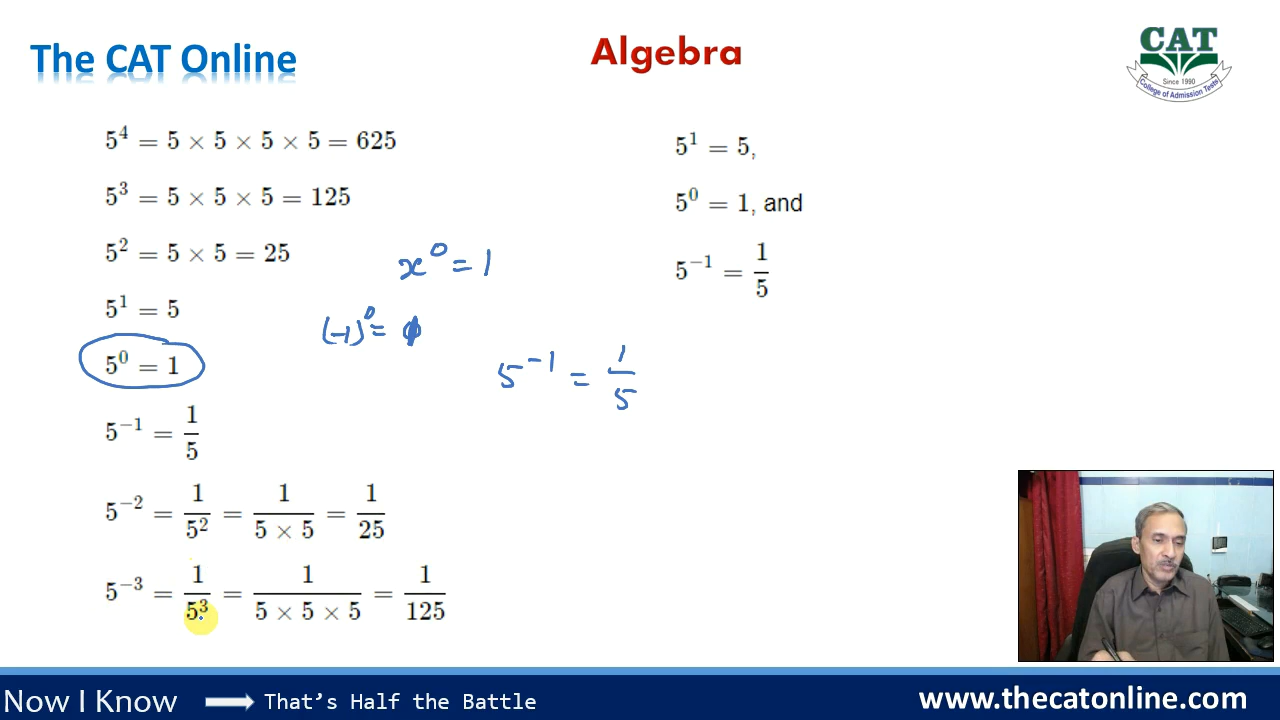 The CAT Online
Algebra
CAT
Since 1990
College of Admission Tests
5⁴ = 5 × 5 × 5 × 5 = 625
5³ = 5 × 5 × 5 = 125
5² = 5 × 5 = 25
5¹ = 5
5⁰ = 1
5⁻¹ = 1/5
5⁻² = 1/5² = 1/(5 × 5) = 1/25
5⁻³ = 1/5³ = 1/(5 × 5 × 5) = 1/125
x⁰ = 1
(-1)⁰ = 1
5⁻¹ = 1/5
5¹ = 5,
5⁰ = 1, and
5⁻¹ = 1/5
Now I Know
That's Half the Battle
www.thecatonline.com